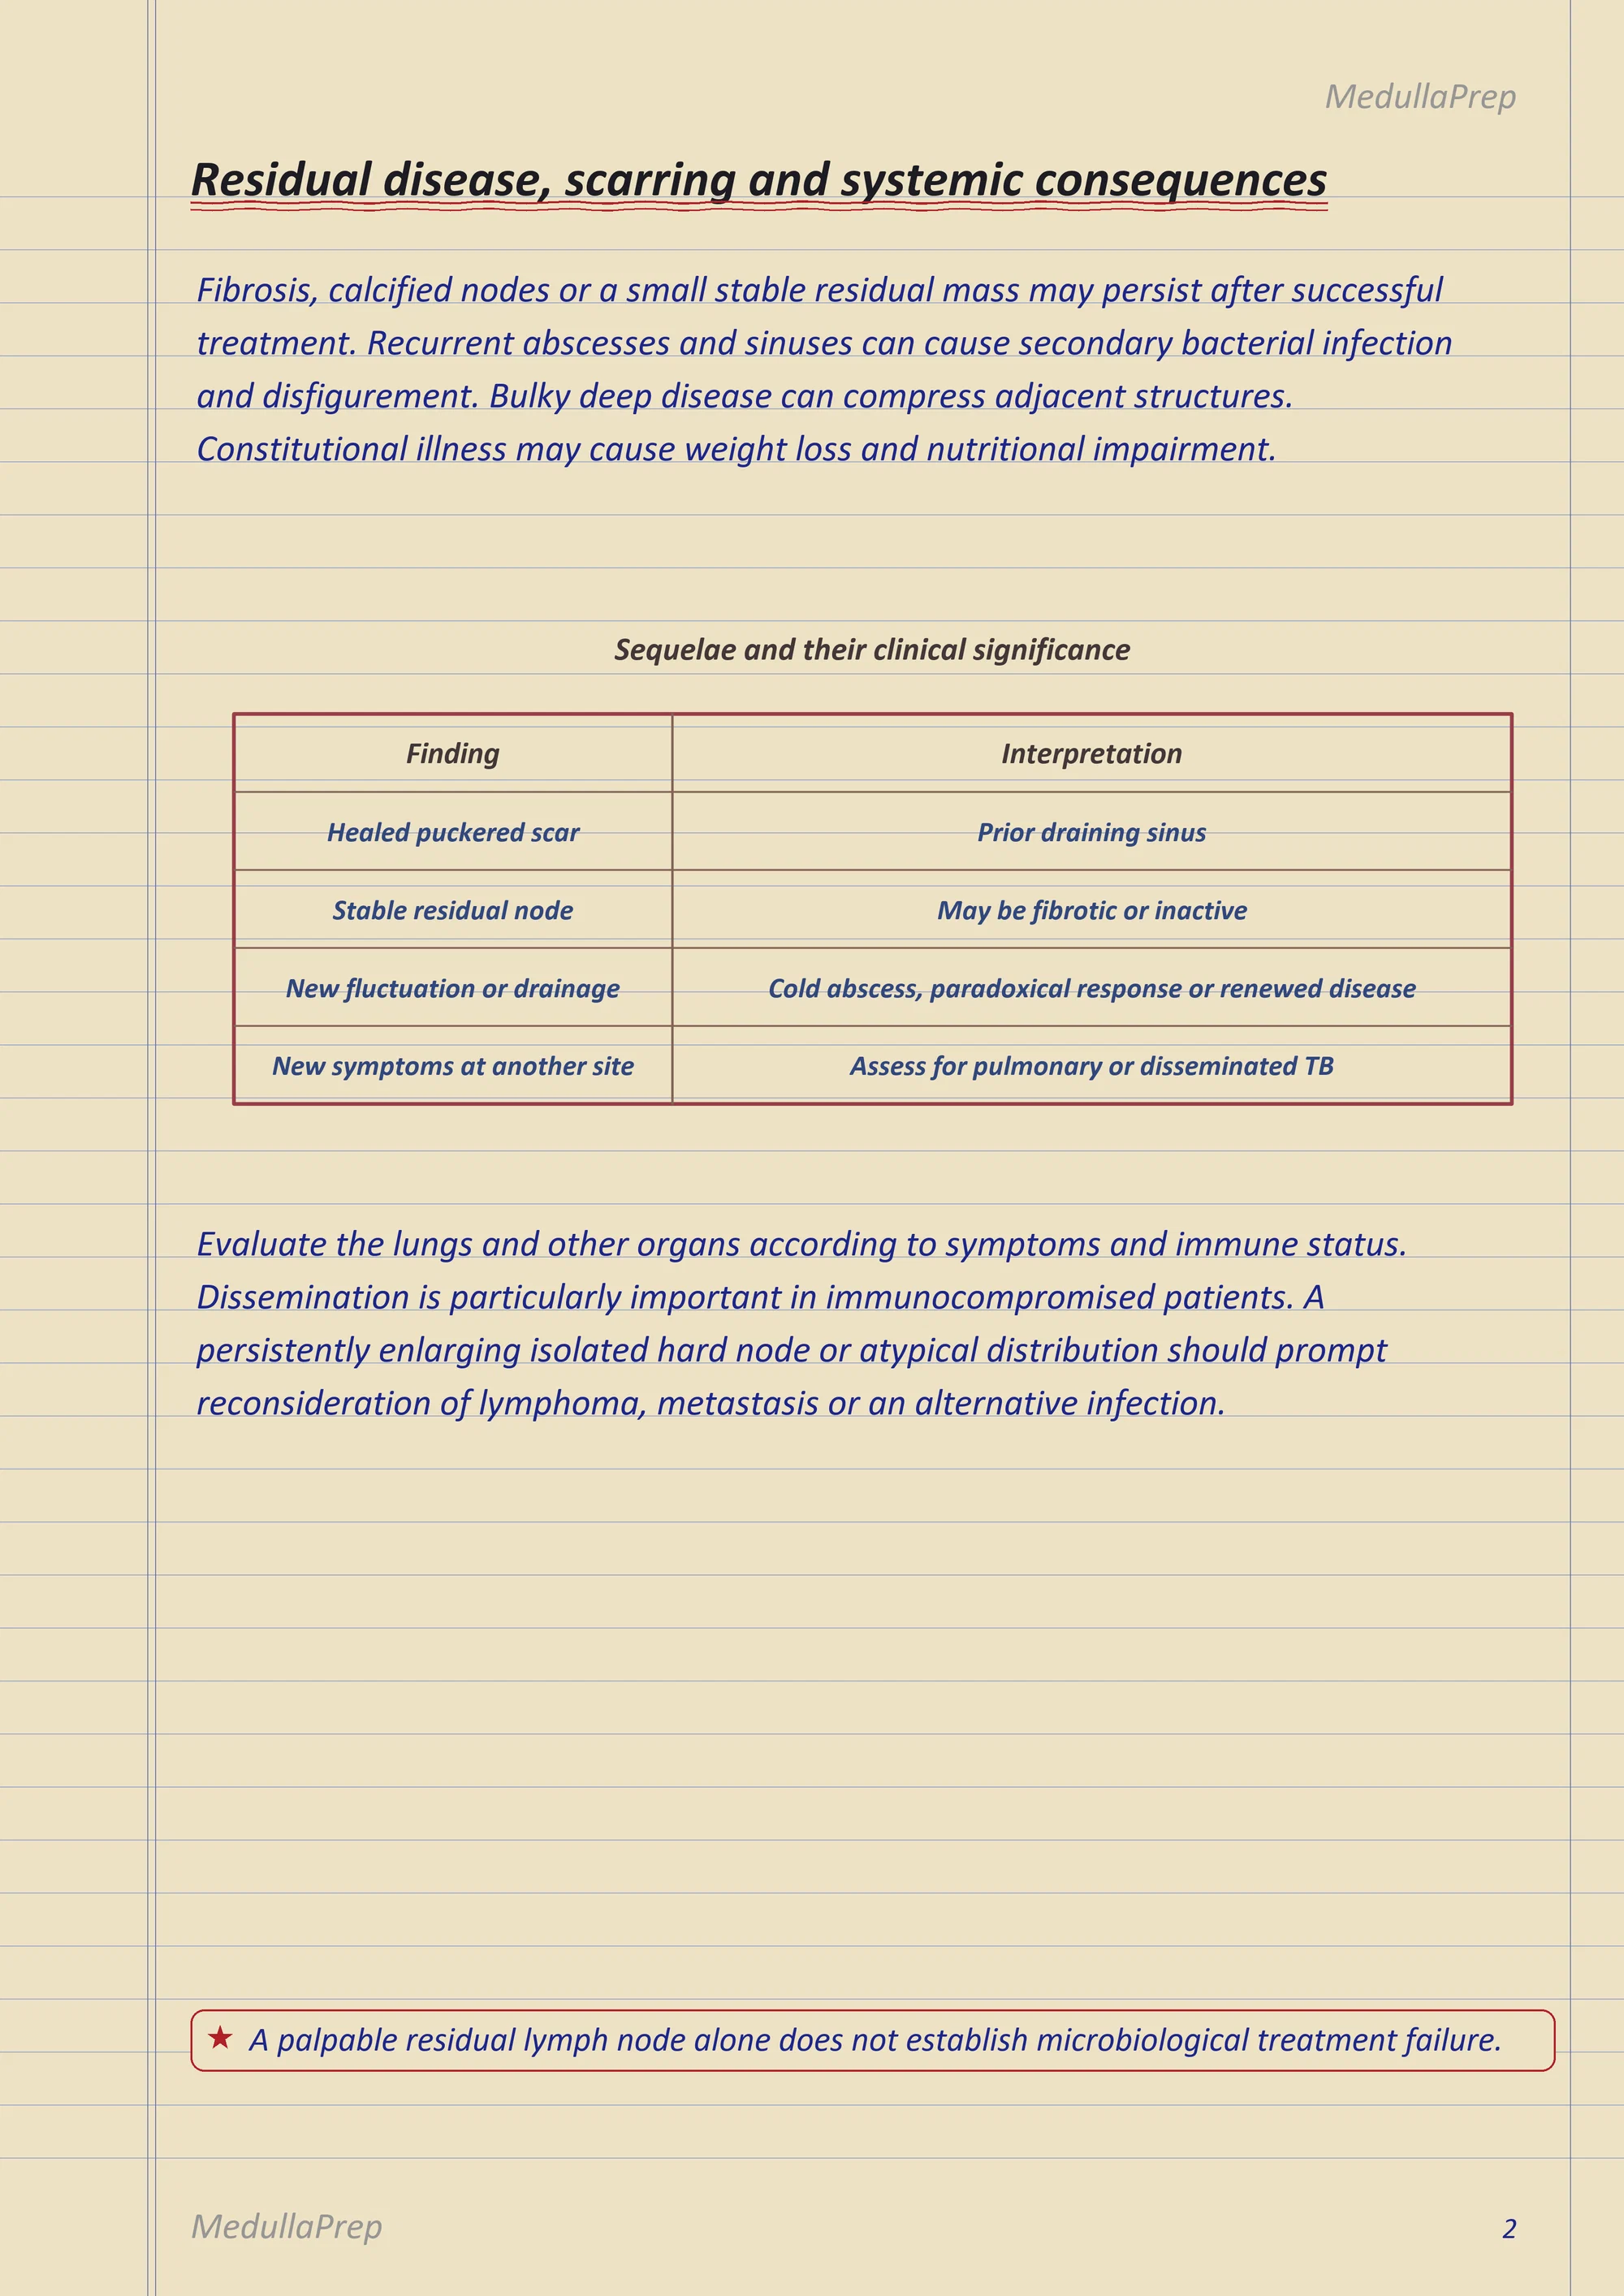 MedullaPrep
Residual disease, scarring and systemic consequences
Fibrosis, calcified nodes or a small stable residual mass may persist after successful
treatment. Recurrent abscesses and sinuses can cause secondary bacterial infection
and disfigurement. Bulky deep disease can compress adjacent structures.
Constitutional illness may cause weight loss and nutritional impairment.
Sequelae and their clinical significance
Finding Interpretation
Healed puckered scar Prior draining sinus
Stable residual node May be fibrotic or inactive
New fluctuation or drainage Cold abscess, paradoxical response or renewed disease
New symptoms at another site Assess for pulmonary or disseminated TB
Evaluate the lungs and other organs according to symptoms and immune status.
Dissemination is particularly important in immunocompromised patients. A
persistently enlarging isolated hard node or atypical distribution should prompt
reconsideration of lymphoma, metastasis or an alternative infection.
★ A palpable residual lymph node alone does not establish microbiological treatment failure.
MedullaPrep 2